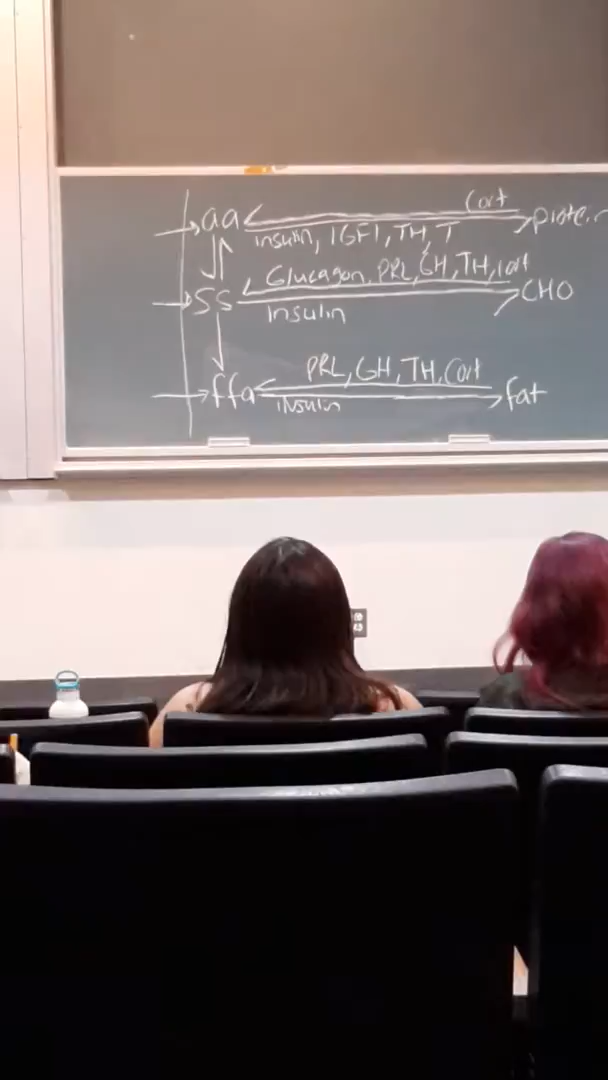 Cort
aa protein
insulin, IGF1, TH, T
Glucagon, PRL, GH, TH, cort
SS CHO
insulin
PRL, GH, TH, Cort
ffa fat
insulin